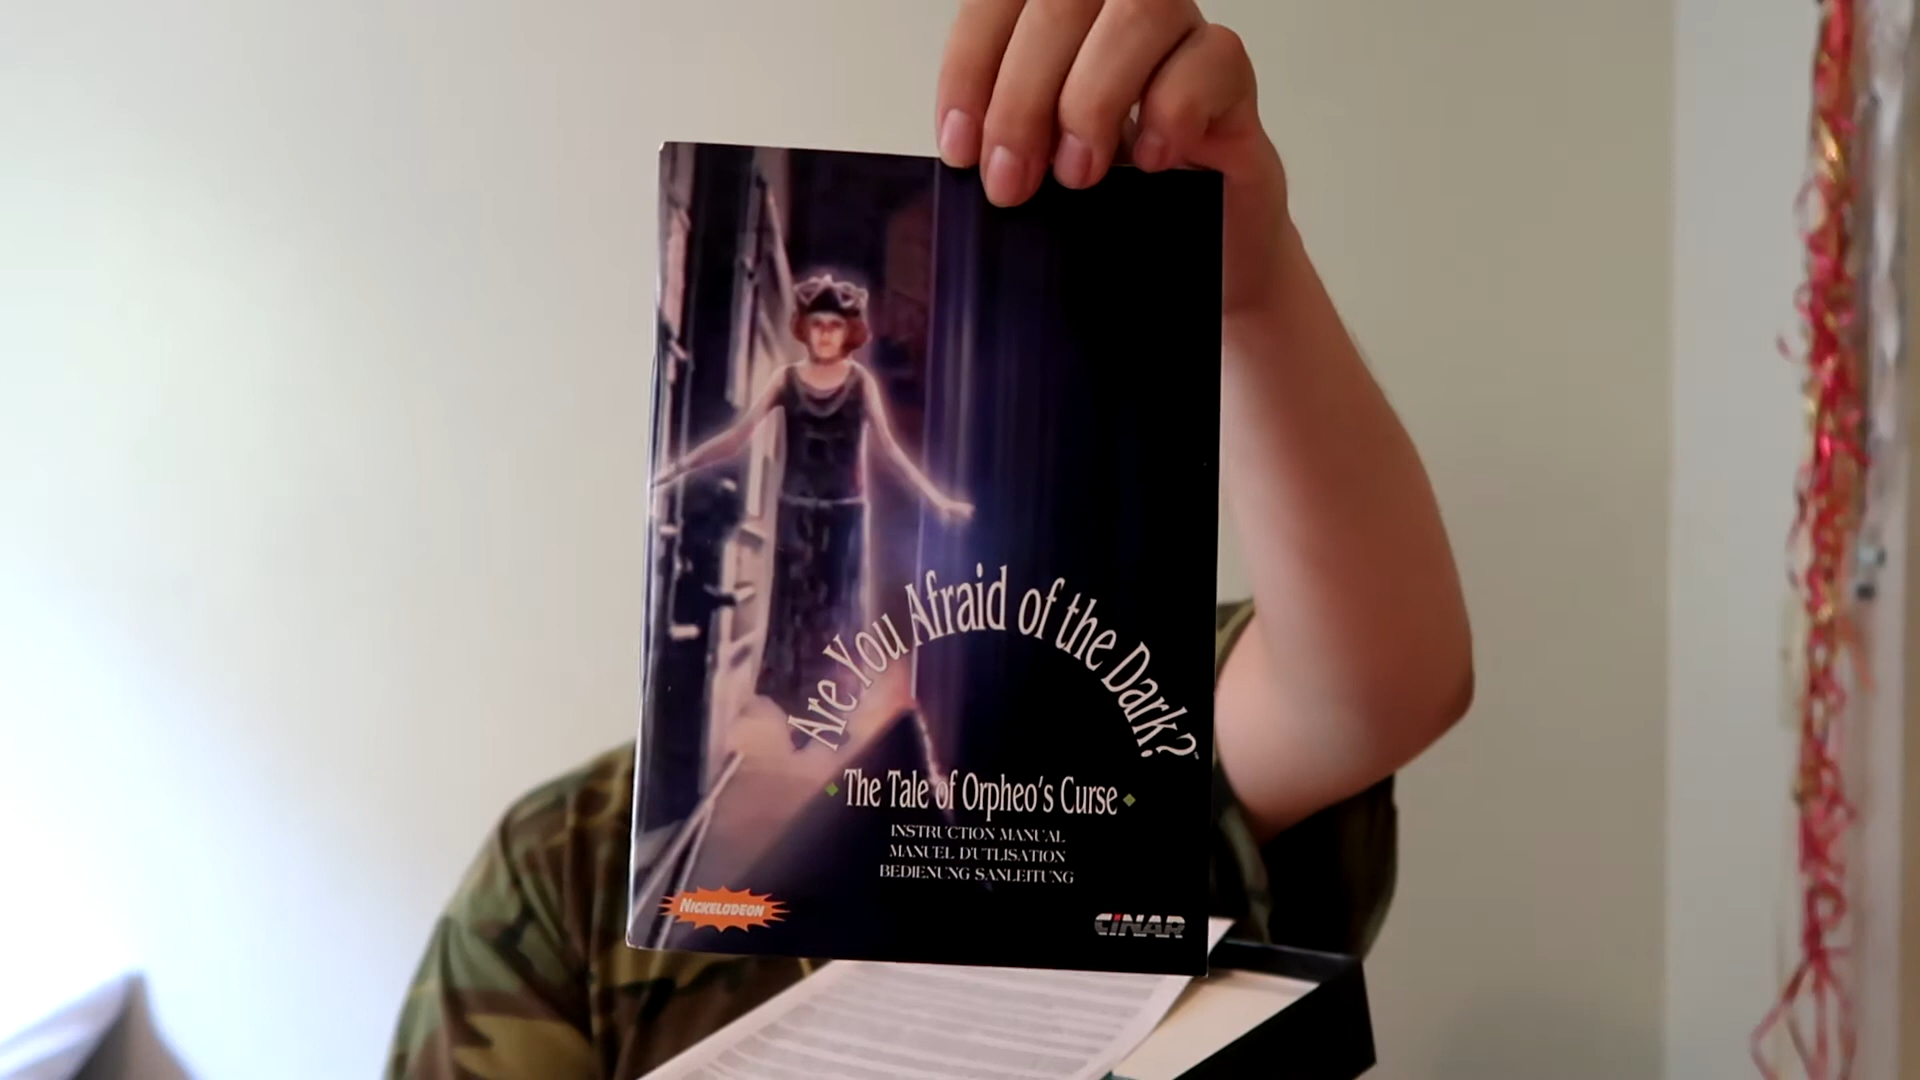 Are You Afraid of the Dark?™
The Tale of Orpheo's Curse
INSTRUCTION MANUAL
MANUEL D'UTLISATION
BEDIENUNG SANLEITUNG
NICKELODEON
CINAR